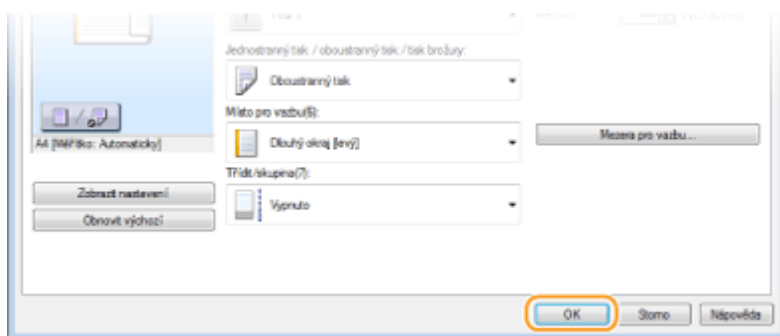 Jednostranný tisk / oboustranný tisk / tisk brožury:
Oboustranný tisk
Místo pro vazbu(6):
Dlouhý okraj [levý]
Mezera pro vazbu...
A4 [Měřítko: Automaticky]
Třídit/skupina(7):
Zobrazit nastavení
Vypnuto
Obnovit výchozí
OK
Storno
Nápověda